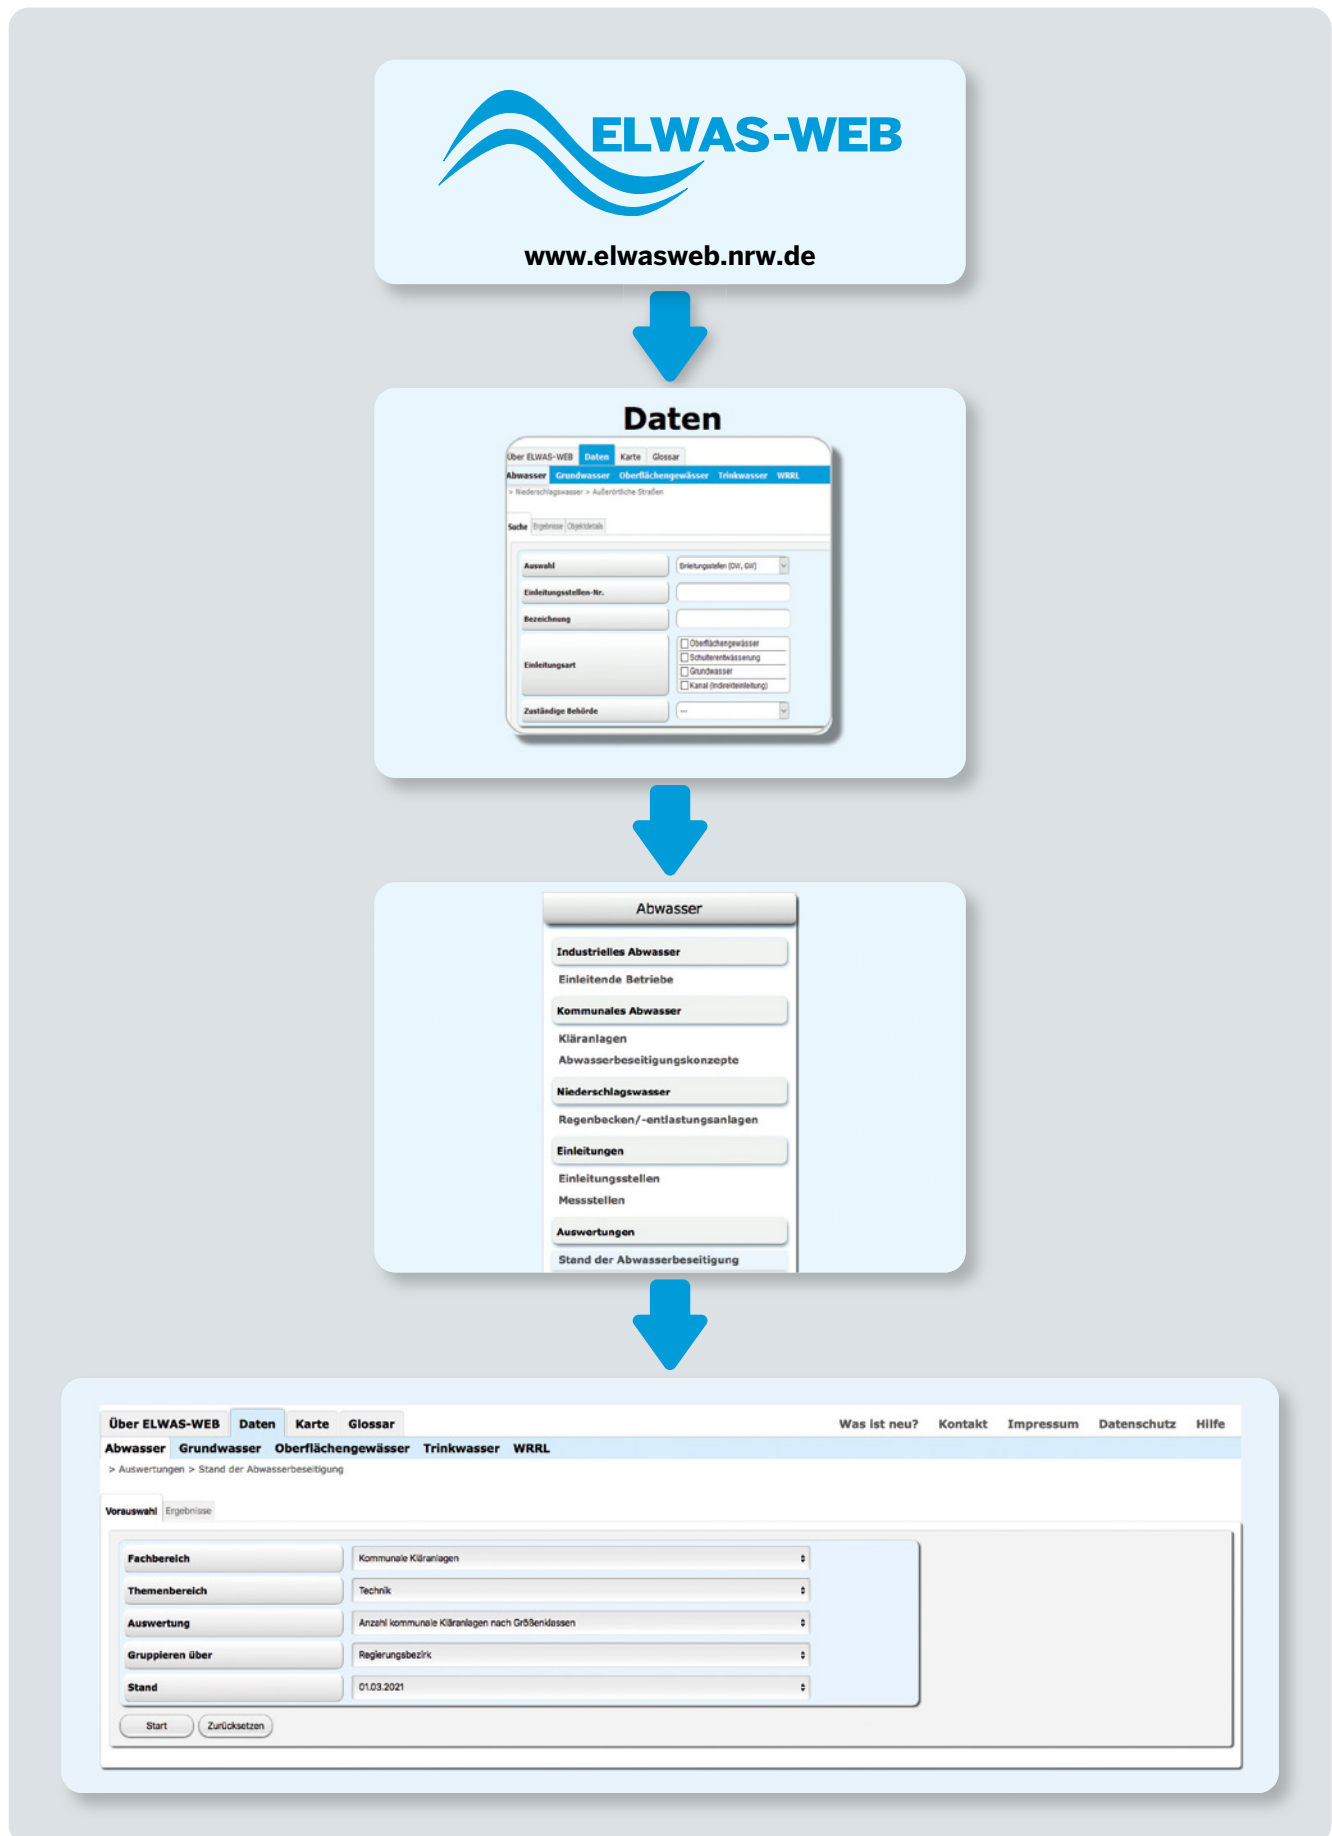 ELWAS-WEB
www.elwasweb.nrw.de
Daten
Über ELWAS-WEB Daten Karte Glossar
Abwasser Grundwasser Oberflächengewässer Trinkwasser WRRL
> Niederschlagswasser > Außerörtliche Straßen
Suche Ergebnisse Objektdetails
Auswahl Einleitungsstellen (OW, GW)
Einleitungsstellen-Nr.
Bezeichnung
Einleitungsart
Oberflächengewässer
Schulterentwässerung
Grundwasser
Kanal (Indirekteinleitung)
Zuständige Behörde ---
Abwasser
Industrielles Abwasser
Einleitende Betriebe
Kommunales Abwasser
Kläranlagen
Abwasserbeseitigungskonzepte
Niederschlagswasser
Regenbecken/-entlastungsanlagen
Einleitungen
Einleitungsstellen
Messstellen
Auswertungen
Stand der Abwasserbeseitigung
Über ELWAS-WEB Daten Karte Glossar Was ist neu? Kontakt Impressum Datenschutz Hilfe
Abwasser Grundwasser Oberflächengewässer Trinkwasser WRRL
> Auswertungen > Stand der Abwasserbeseitigung
Vorauswahl Ergebnisse
Fachbereich Kommunale Kläranlagen
Themenbereich Technik
Auswertung Anzahl kommunale Kläranlagen nach Größenklassen
Gruppieren über Regierungsbezirk
Stand 01.03.2021
Start Zurücksetzen